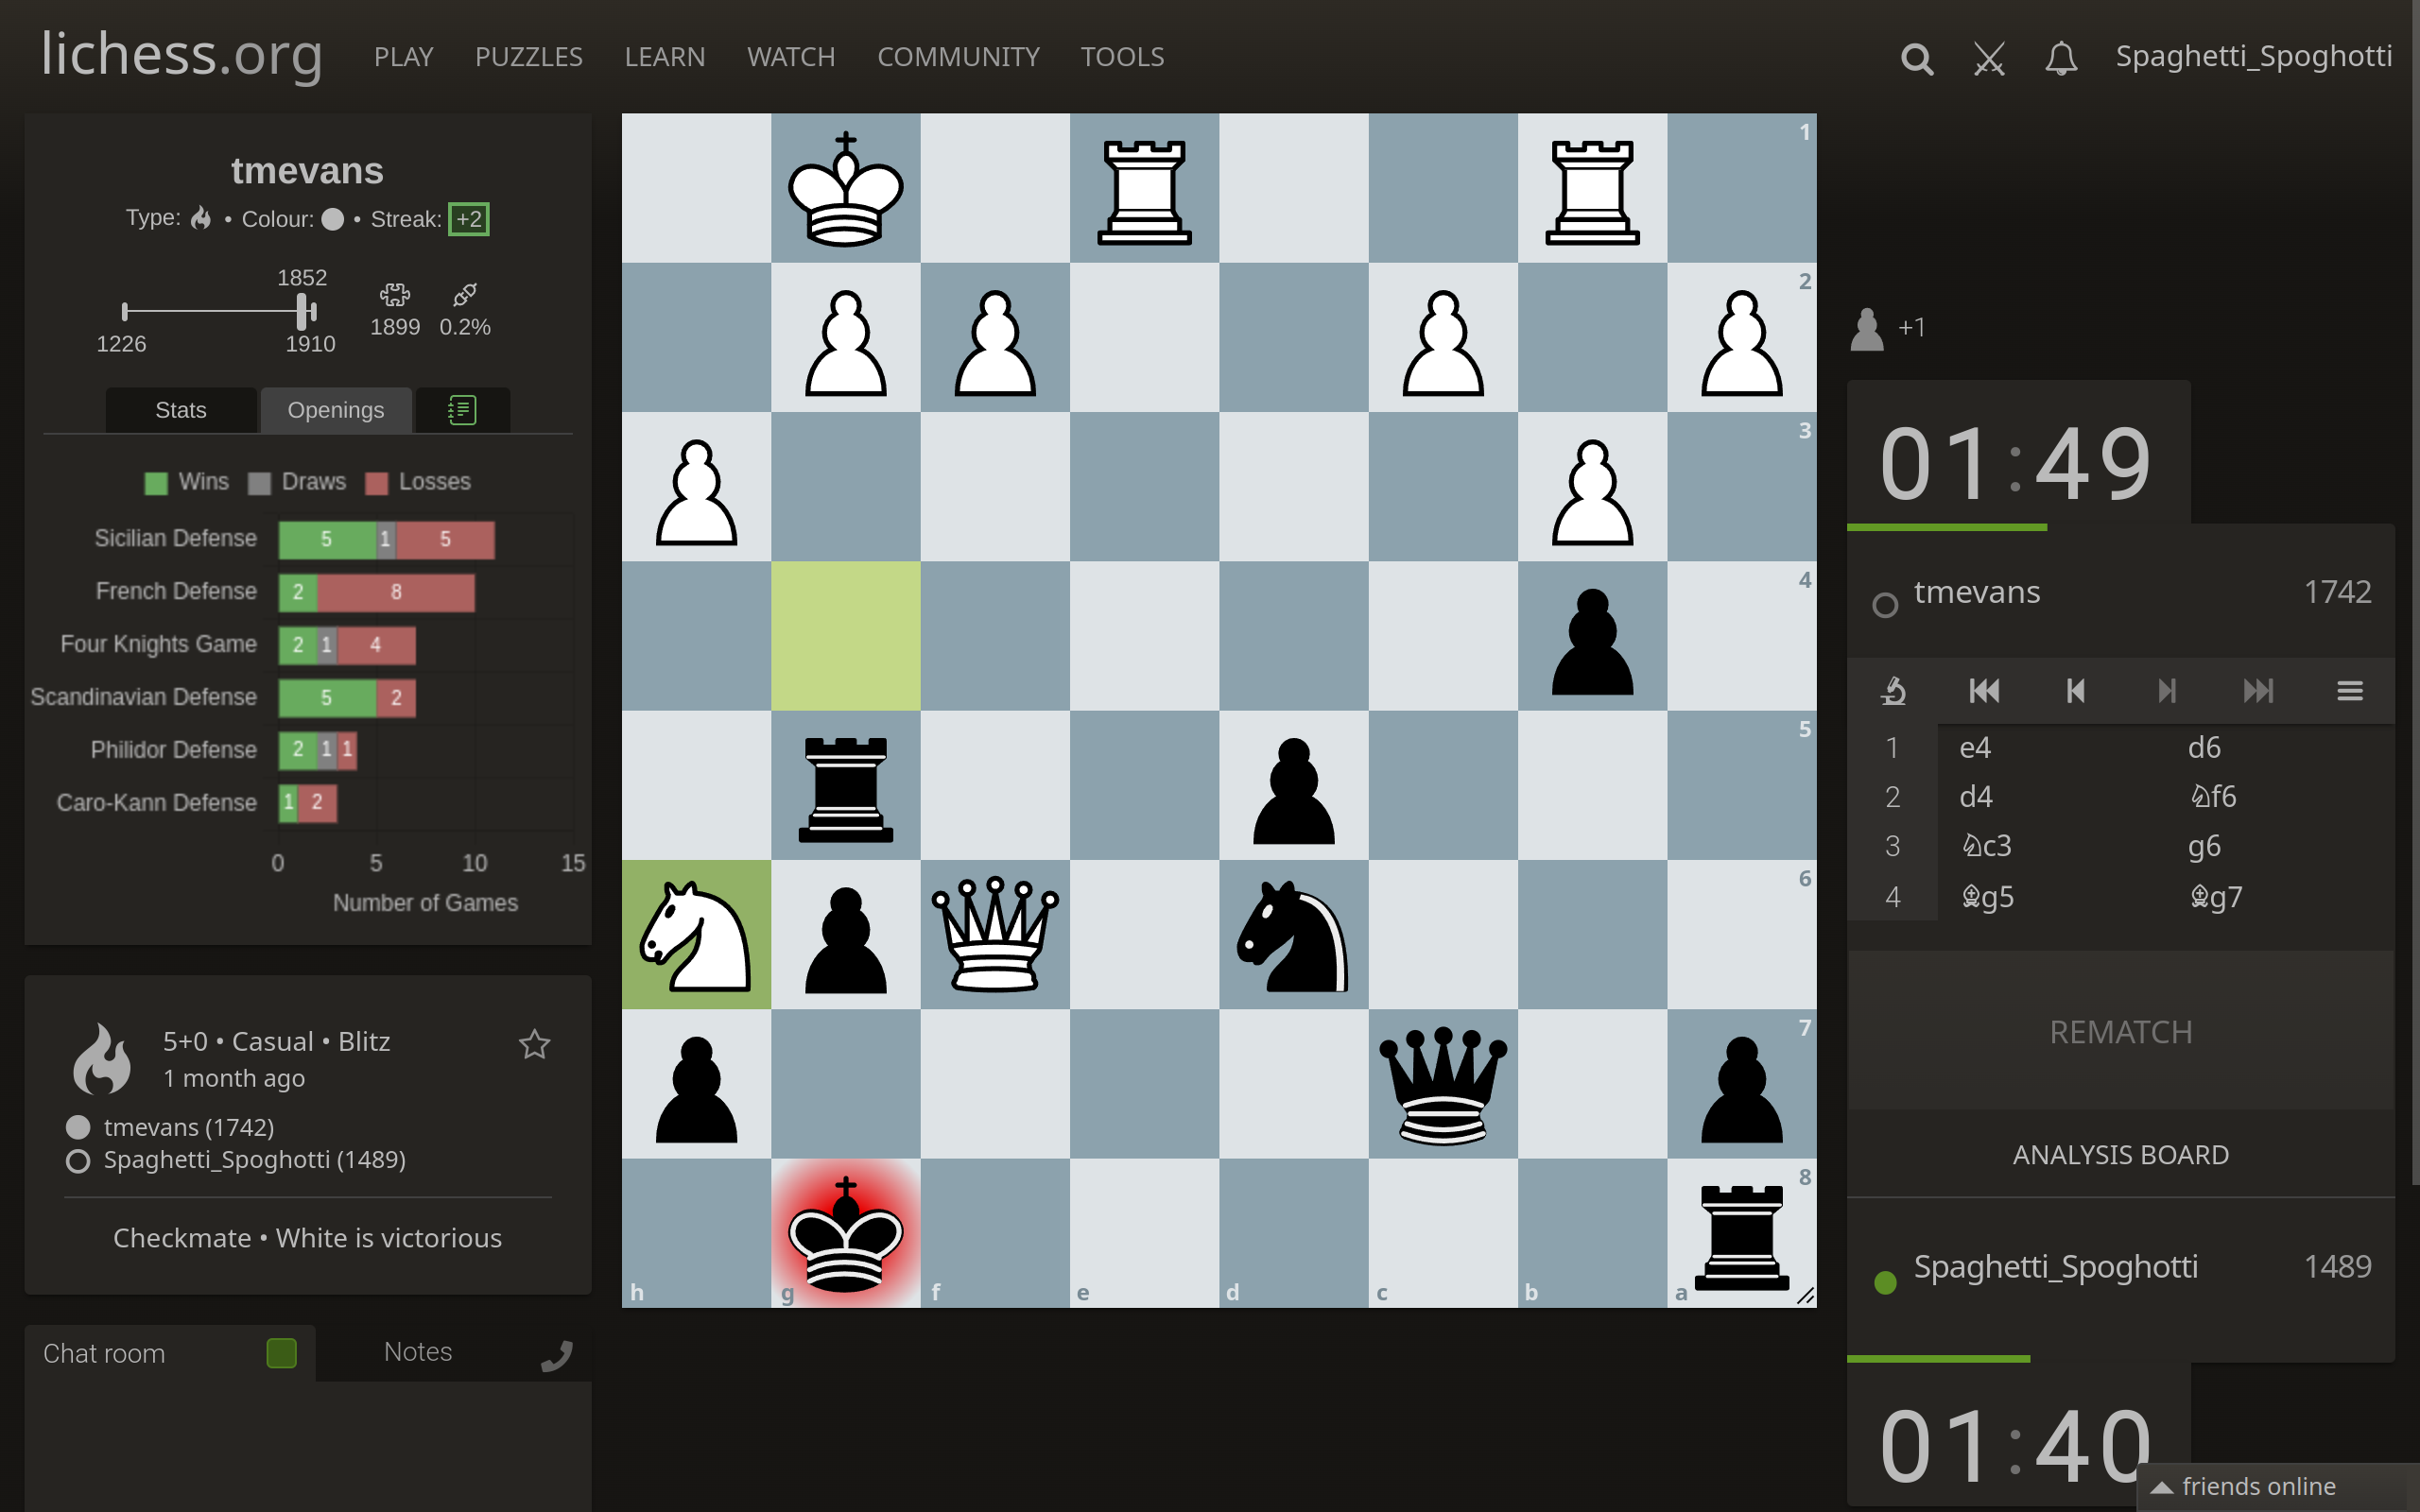 lichess.org PLAY PUZZLES LEARN WATCH COMMUNITY TOOLS Spaghetti_Spoghotti
tmevans
Type: • Colour: • Streak: +2
1852
1226 1910 1899 0.2%
Stats Openings
Wins Draws Losses
Sicilian Defense 5 1 5
French Defense 2 8
Four Knights Game 2 1 4
Scandinavian Defense 5 2
Philidor Defense 2 1 1
Caro-Kann Defense 1 2
0 5 10 15
Number of Games
5+0 • Casual • Blitz
1 month ago
tmevans (1742)
Spaghetti_Spoghotti (1489)
Checkmate • White is victorious
Chat room Notes
1
2
3
4
5
6
7
8
h g f e d c b a
+1
01:49
tmevans 1742
1 e4 d6
2 d4 ♘f6
3 ♘c3 g6
4 ♗g5 ♗g7
REMATCH
ANALYSIS BOARD
Spaghetti_Spoghotti 1489
01:40
friends online